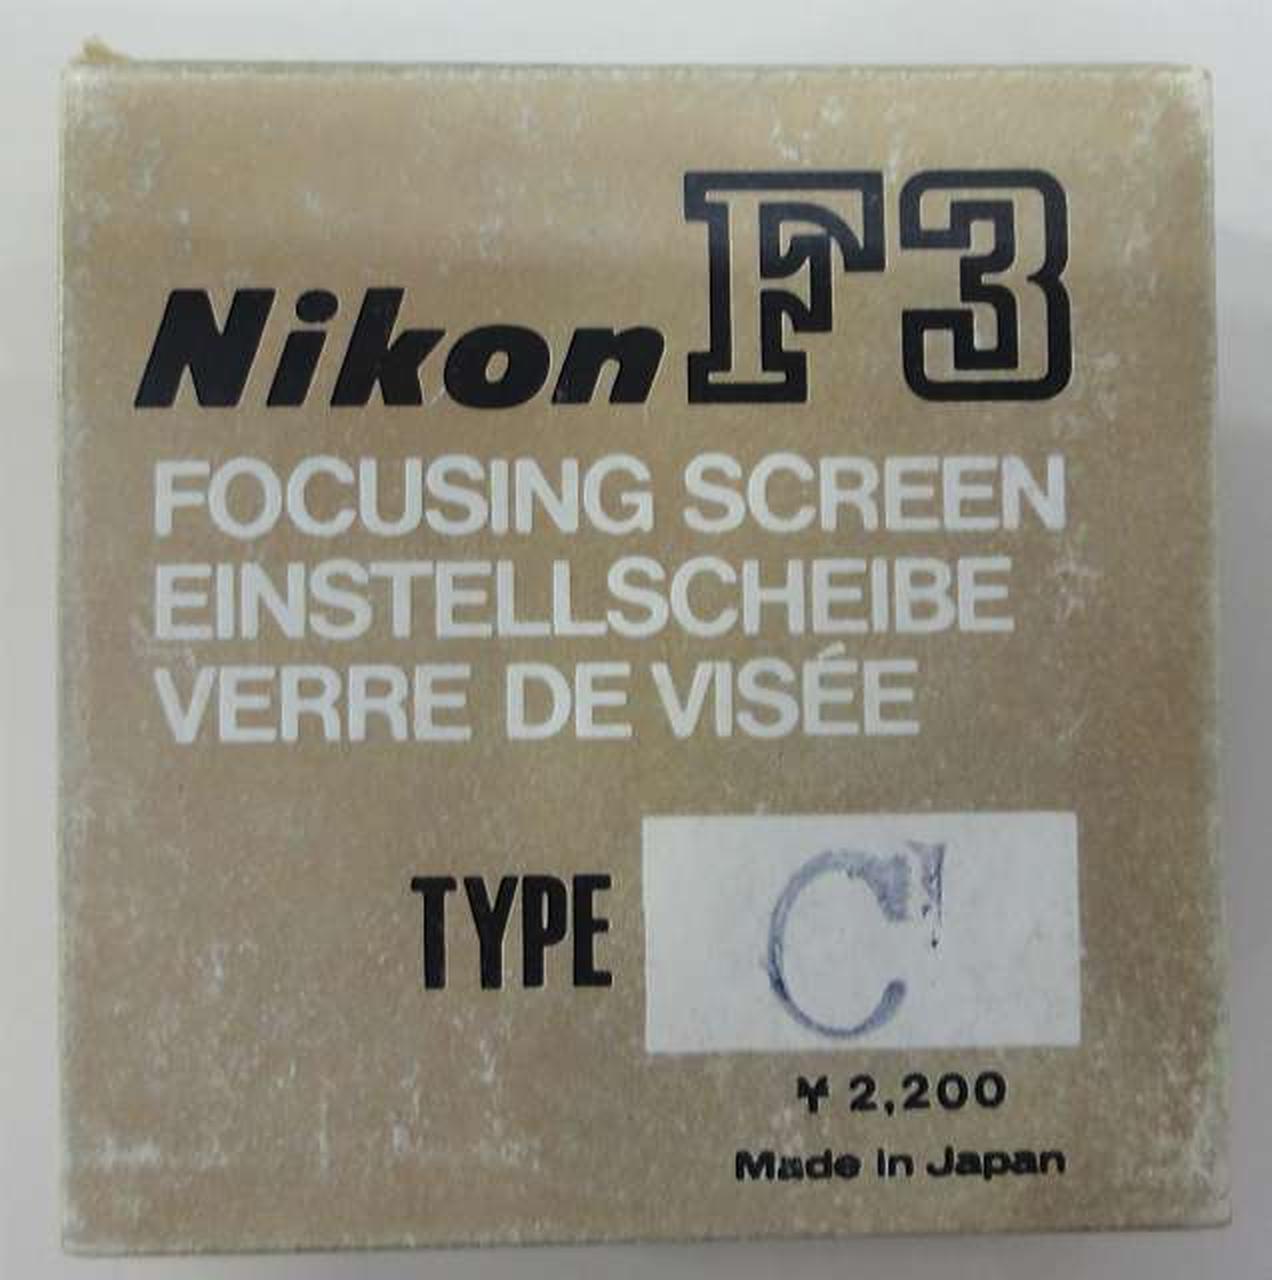 Nikon F3
FOCUSING SCREEN
EINSTELLSCHEIBE
VERRE DE VISÉE
TYPE C
¥ 2,200
Made in Japan